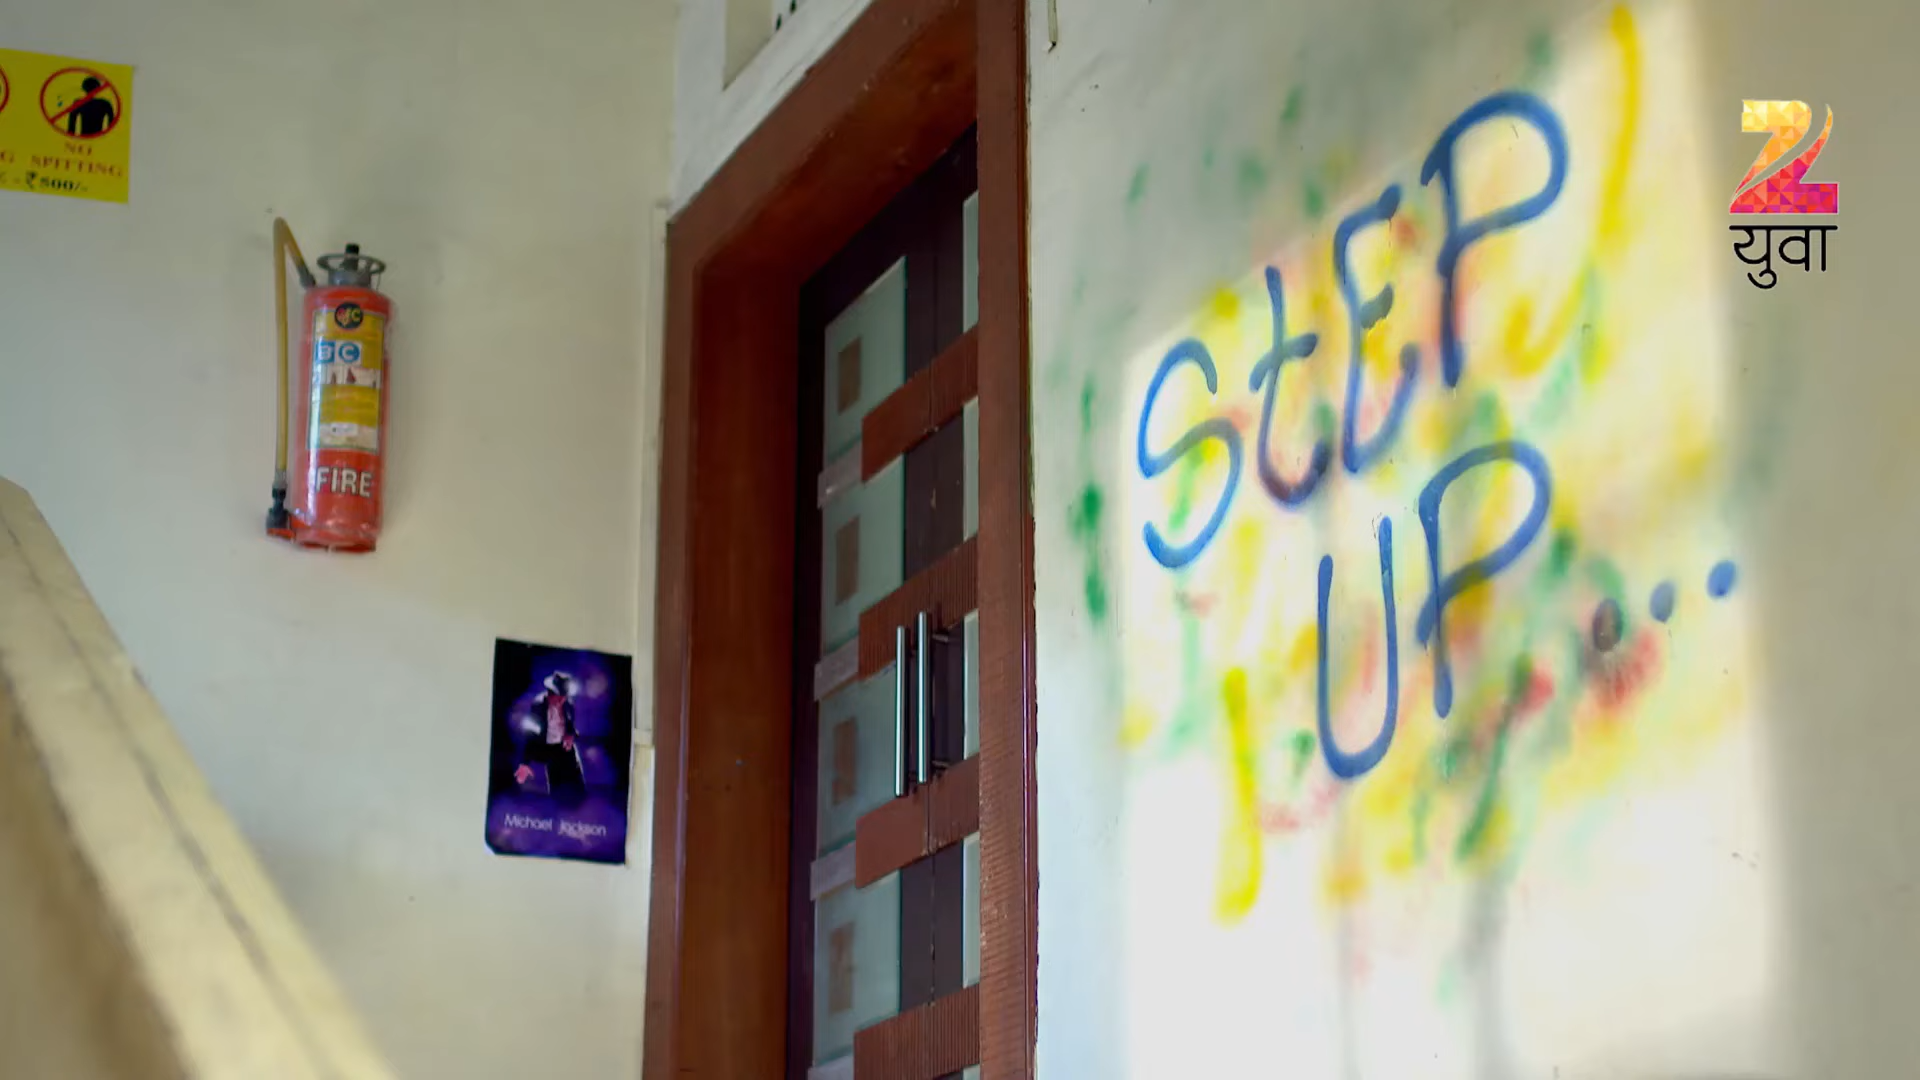 NO
G SPITTING
₹500/-
BC
FIRE
Michael Jackson
StEP
UP...
युवा